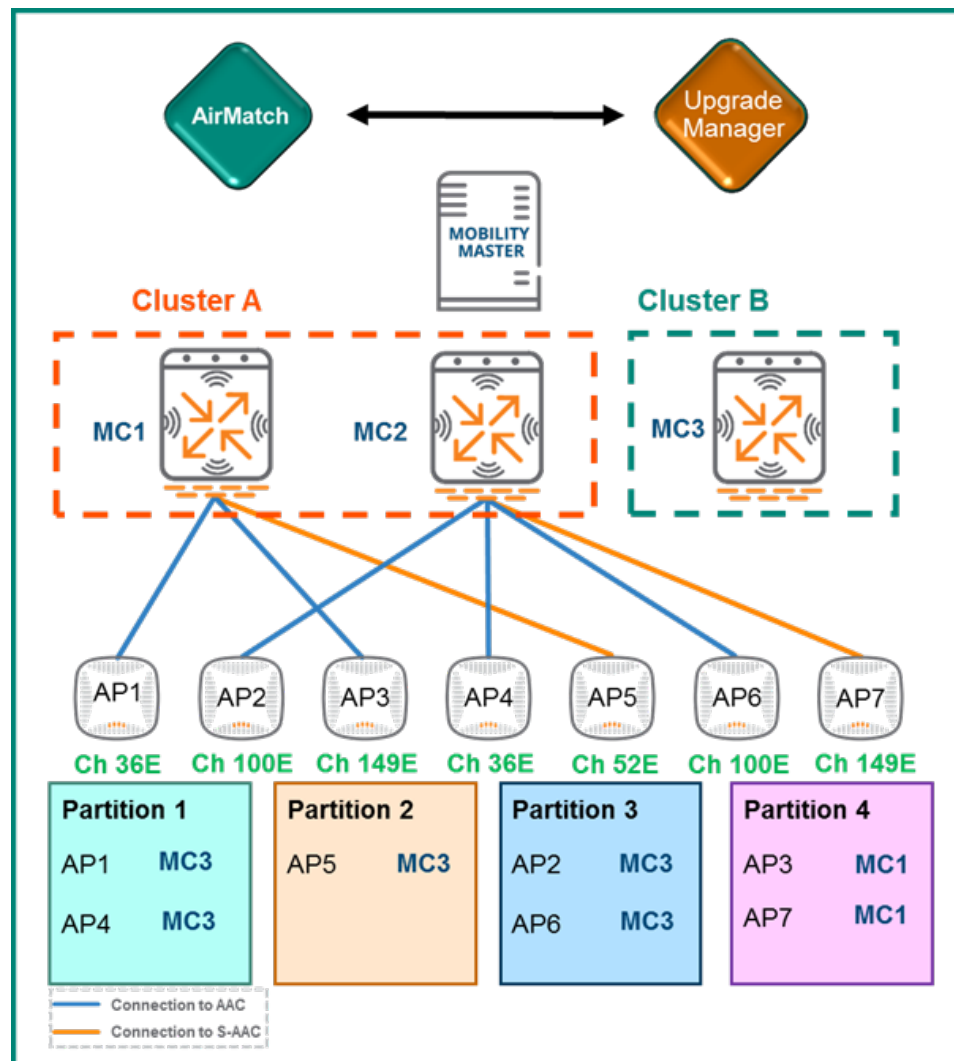 AirMatch
Upgrade
Manager
MOBILITY
MASTER
Cluster A
Cluster B
MC1
MC2
MC3
AP1
AP2
AP3
AP4
AP5
AP6
AP7
Ch 36E
Ch 100E
Ch 149E
Ch 36E
Ch 52E
Ch 100E
Ch 149E
Partition 1
AP1 MC3
AP4 MC3
Partition 2
AP5 MC3
Partition 3
AP2 MC3
AP6 MC3
Partition 4
AP3 MC1
AP7 MC1
Connection to AAC
Connection to S-AAC